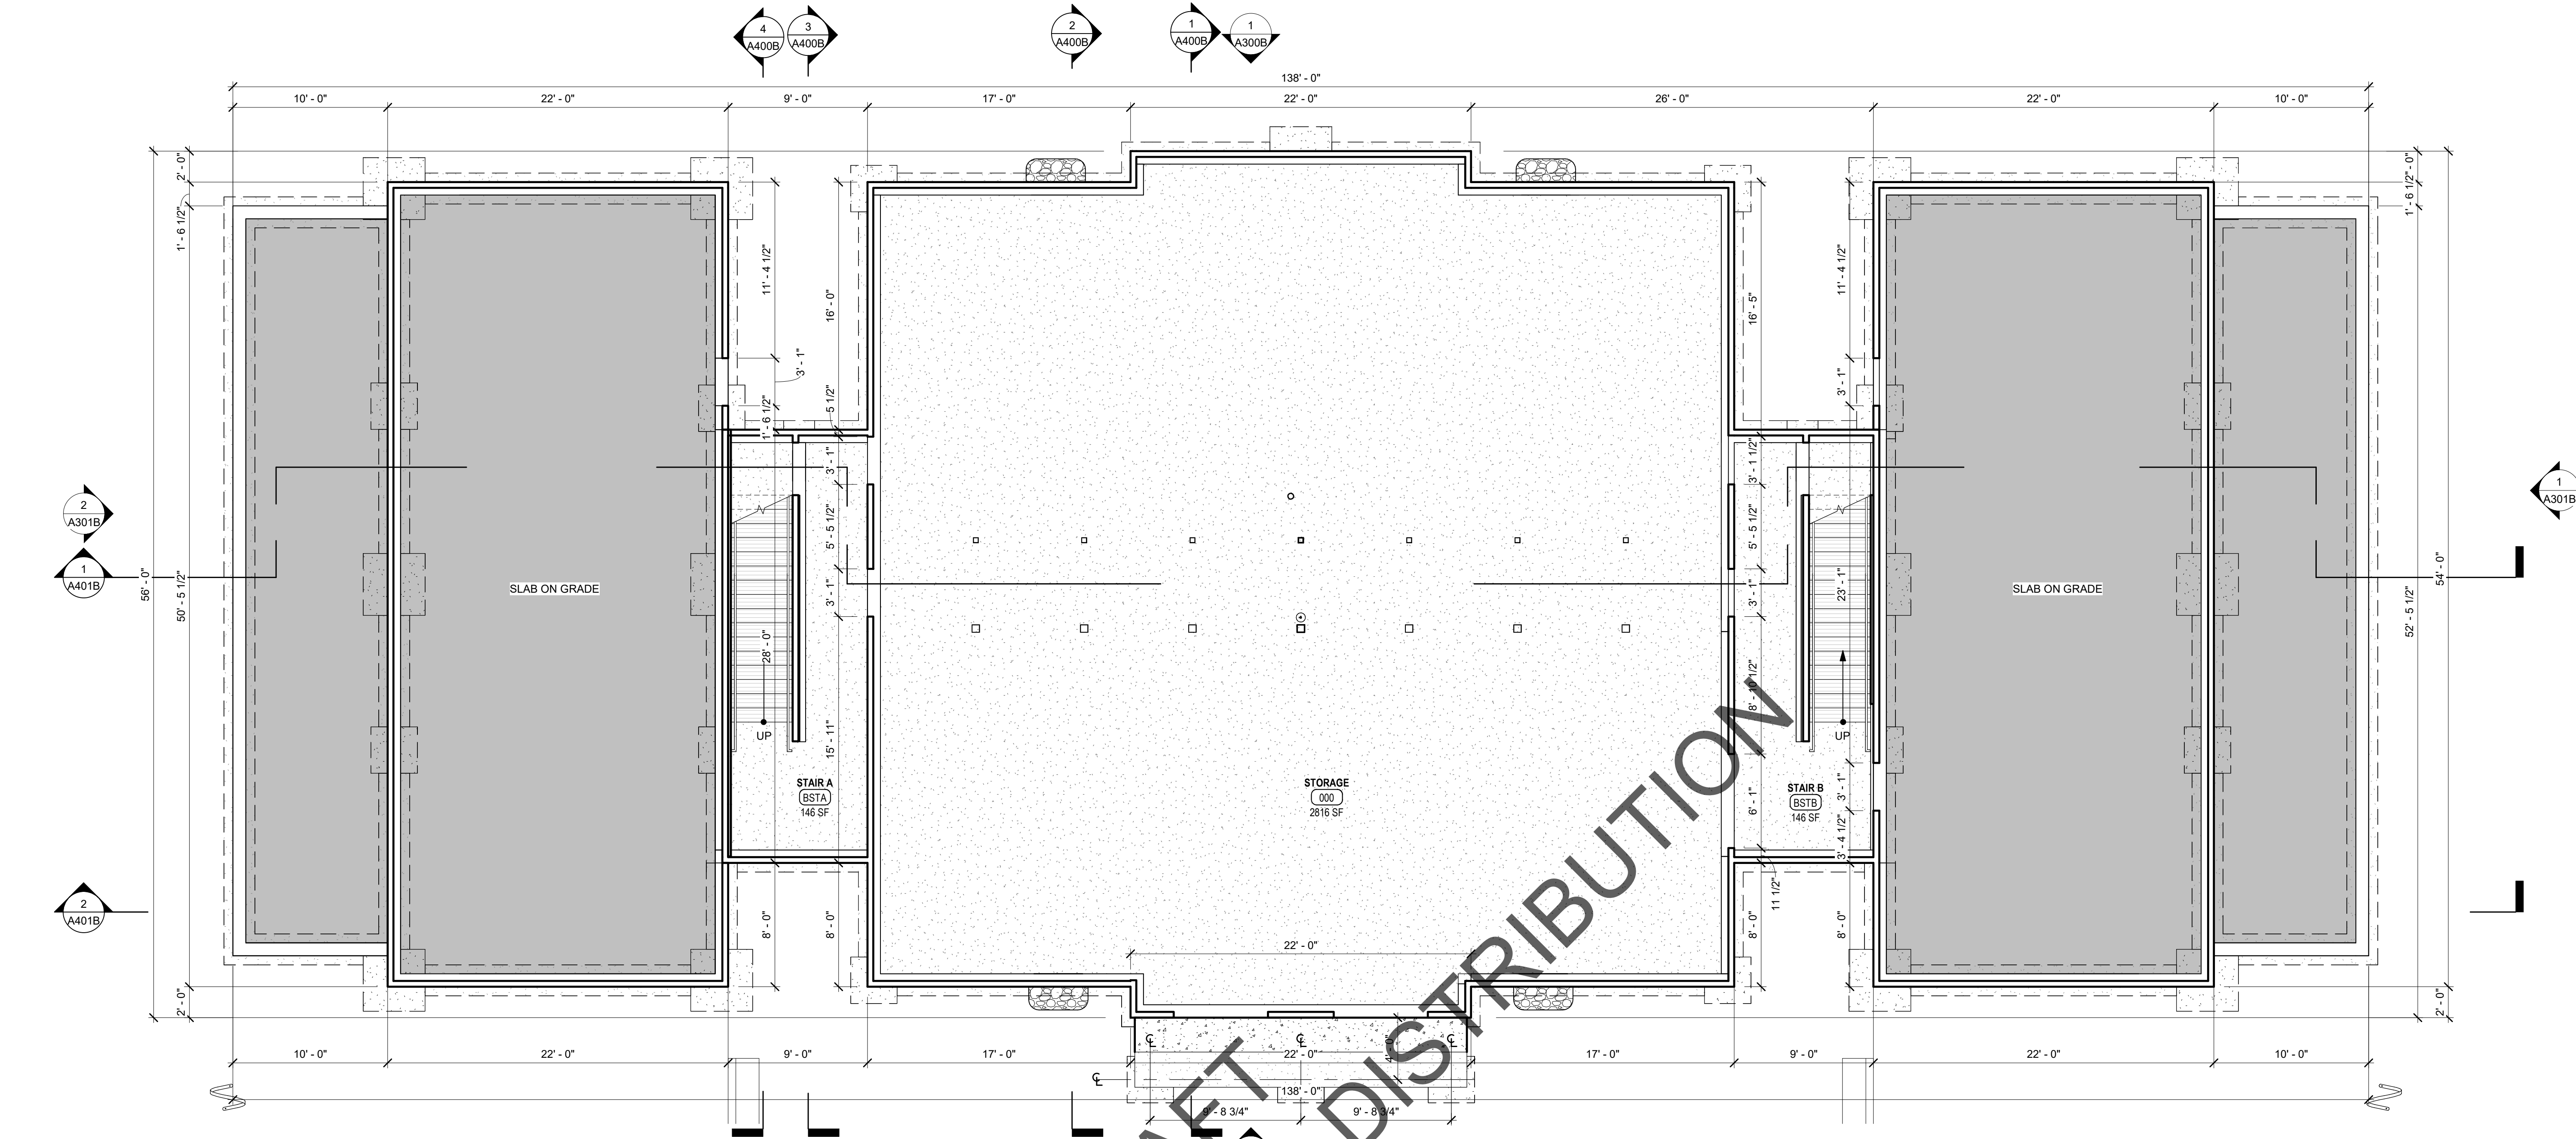 4
A400B
3
A400B
2
A400B
1
A400B
1
A300B
138' - 0"
10' - 0"
22' - 0"
9' - 0"
17' - 0"
22' - 0"
26' - 0"
22' - 0"
10' - 0"
2' - 0"
1' - 6 1/2"
56' - 0"
50' - 5 1/2"
2' - 0"
11' - 4 1/2"
3' - 1"
1' - 6 1/2"
28' - 0"
8' - 0"
16' - 0"
5 1/2"
3' - 1"
5' - 5 1/2"
3' - 1"
15' - 11"
8' - 0"
16' - 5"
3' - 1 1/2"
5' - 5 1/2"
3' - 1"
8' - 10 1/2"
6' - 1"
11 1/2"
8' - 0"
11' - 4 1/2"
3' - 1"
23' - 1"
3' - 1"
3' - 4 1/2"
8' - 0"
2' - 0"
1' - 6 1/2"
54' - 0"
52' - 5 1/2"
2' - 0"
2
A301B
1
A401B
2
A401B
1
A301B
SLAB ON GRADE
SLAB ON GRADE
UP
UP
STAIR A
BSTA
146 SF
STORAGE
000
2816 SF
STAIR B
BSTB
146 SF
22' - 0"
10' - 0"
22' - 0"
9' - 0"
17' - 0"
22' - 0"
17' - 0"
9' - 0"
22' - 0"
10' - 0"
138' - 0"
9' - 8 3/4"
9' - 8 3/4"
DISTRIBUTION